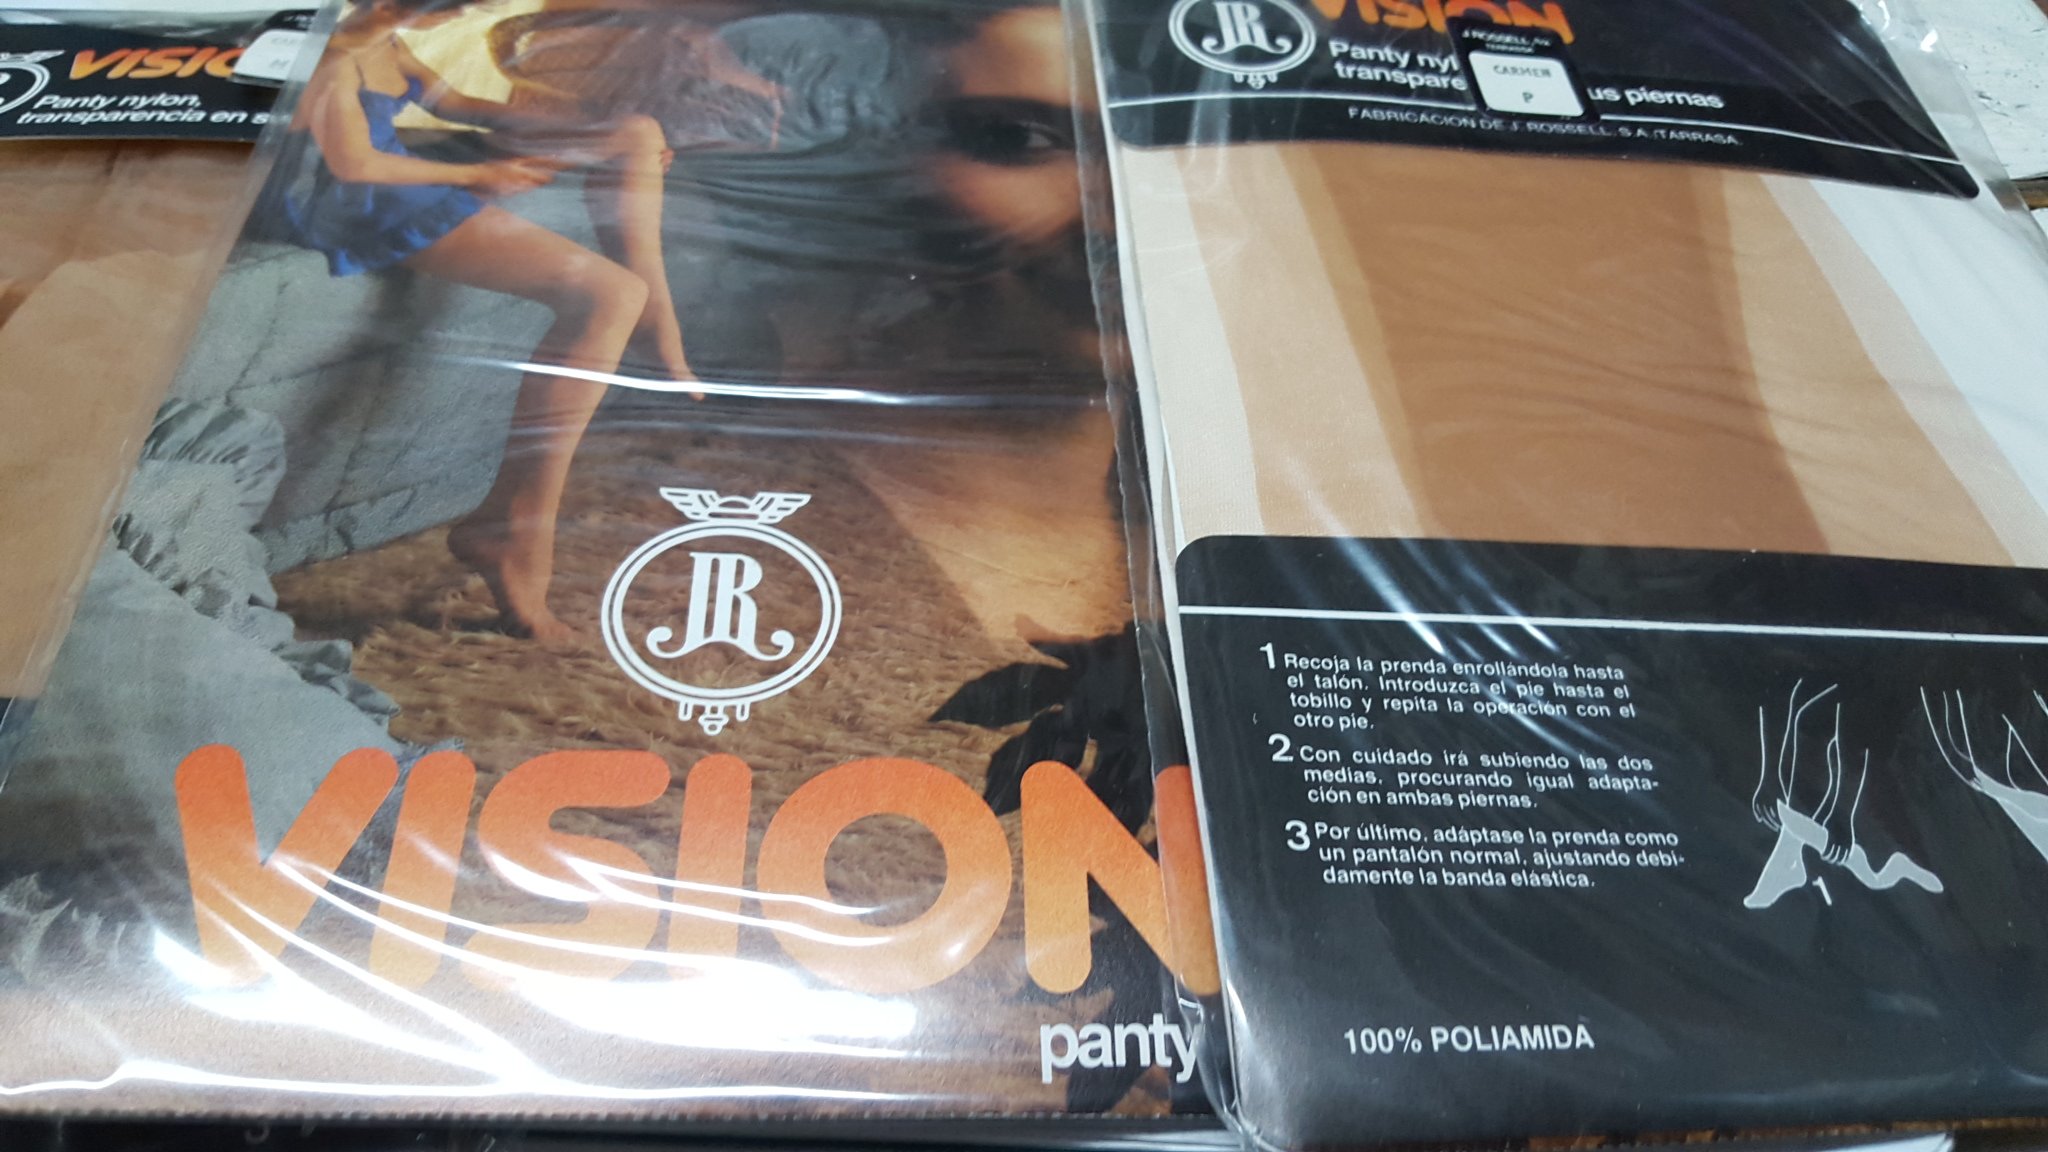 VISION
Panty nylon,
transparencia en
M
JR
VISION
panty
JR
VISION
Panty
J. ROSSELL, S.A.
TERRASSA
CARMEN
P
us piernas
FABRICACION DE J. ROSSELL, S.A. TARRASA.
1 Recoja la prenda enrollándola hasta
el talón. Introduzca el pie hasta el
tobillo y repita la operación con el
otro pie.
2 Con cuidado irá subiendo las dos
medias, procurando igual adapta-
ción en ambas piernas.
3 Por último, adáptase la prenda como
un pantalón normal, ajustando debi-
damente la banda elástica.
1
100% POLIAMIDA